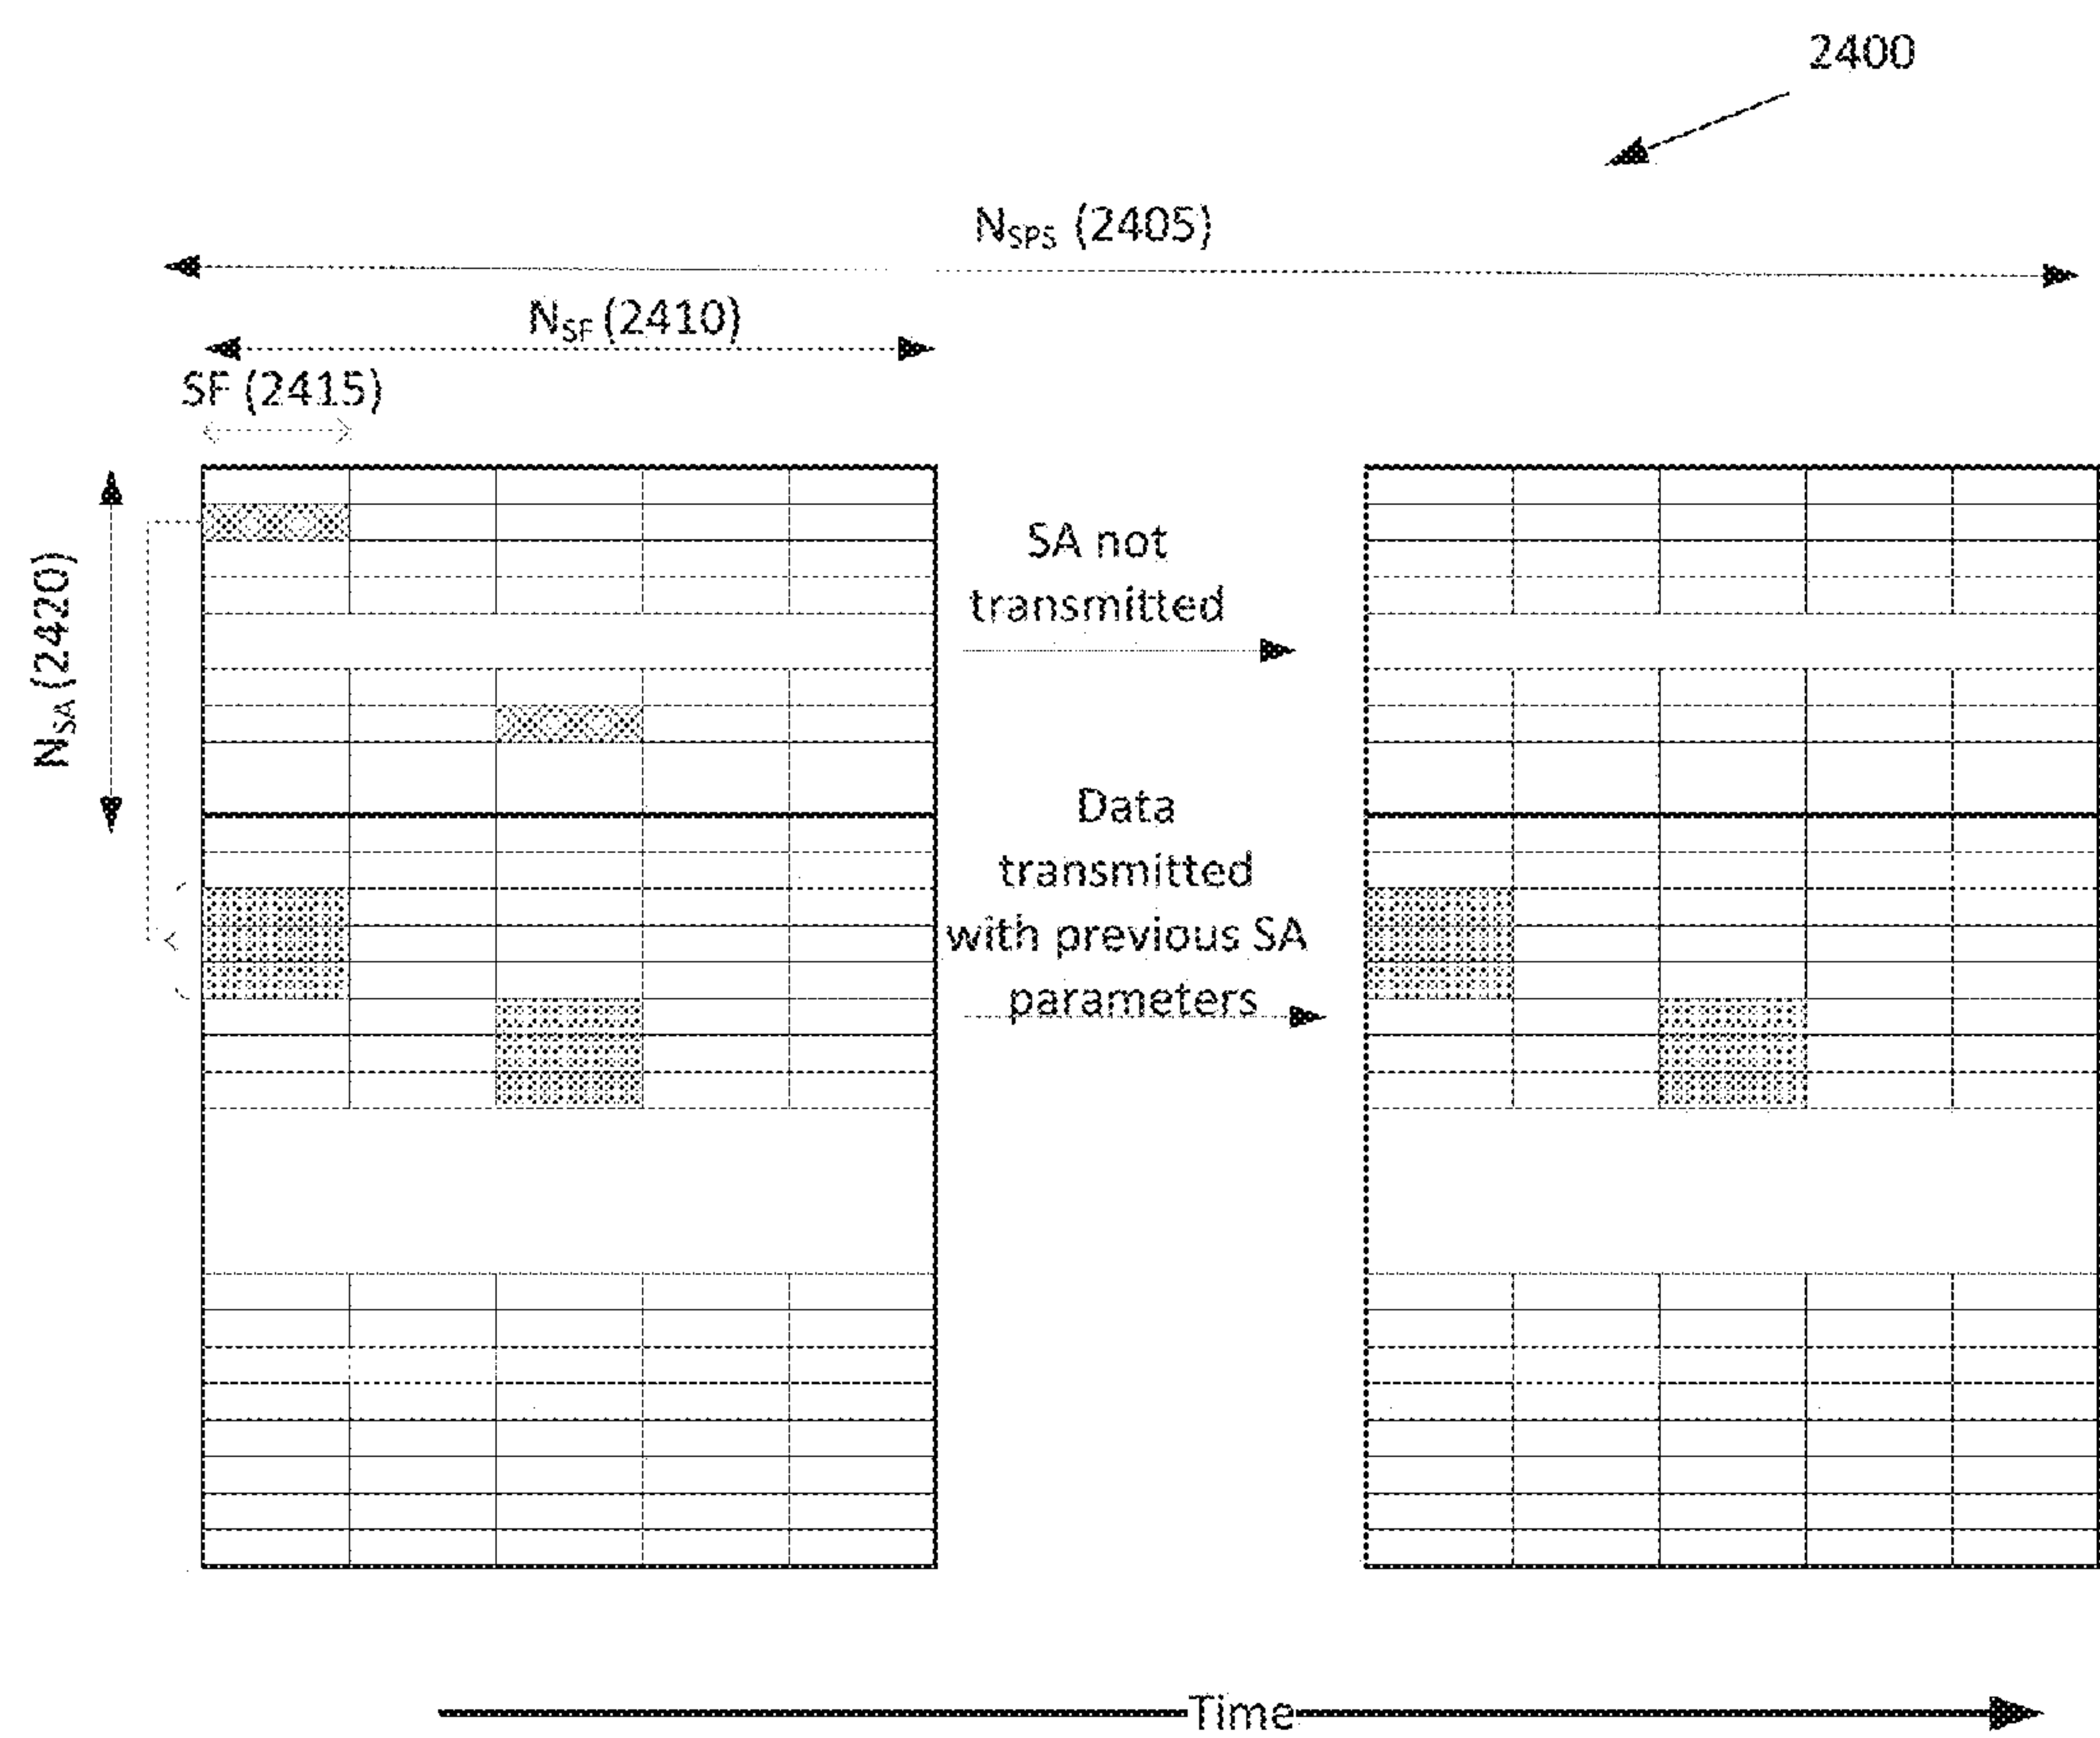 2400
NSPS (2405)
NSF (2410)
SF (2415)
NSA (2420)
SA not
transmitted
Data
transmitted
with previous SA
parameters
Time